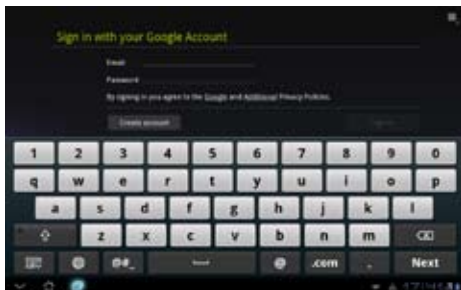 Sign in with your Google Account
Email
Password
By signing in you agree to the Google and Additional Privacy Policies.
Create account
1 2 3 4 5 6 7 8 9 0
q w e r t y u i o p
a s d f g h j k l
z x c v b n m
@#_ @ .com . Next